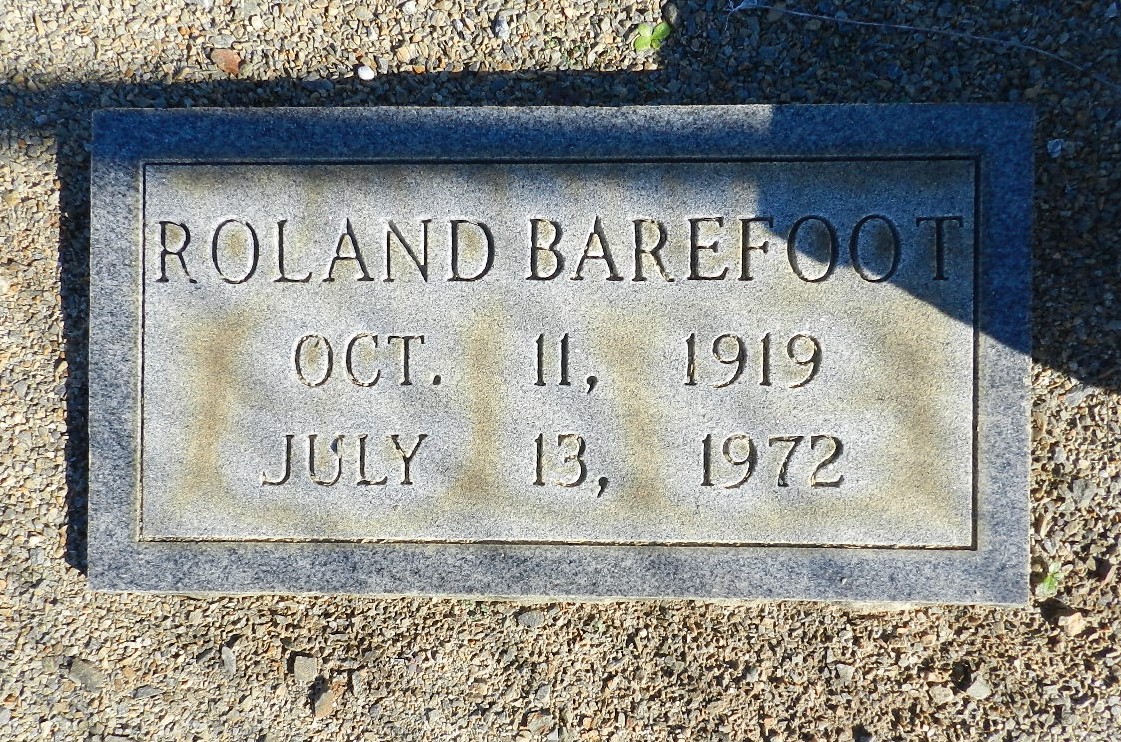 ROLAND BAREFOOT
OCT. 11, 1919
JULY 13, 1972